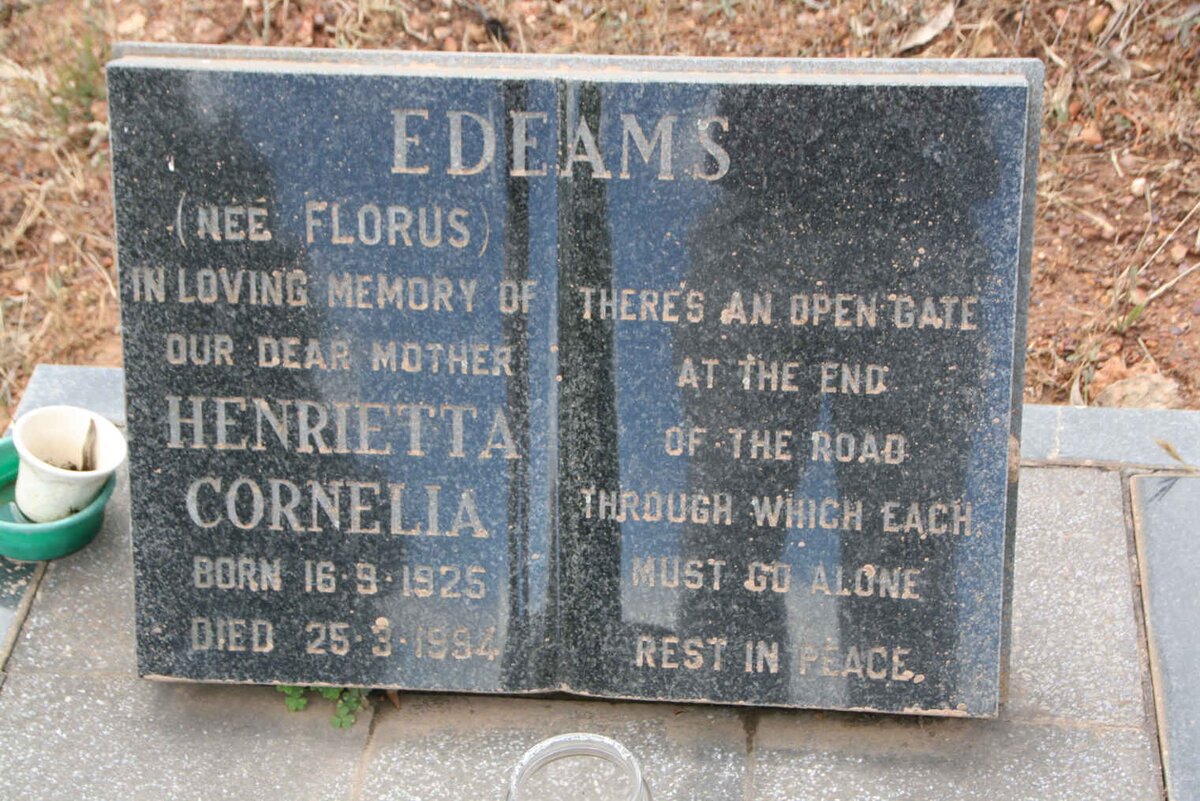 EDEAMS
(NEÉ FLORUS)
IN LOVING MEMORY OF
OUR DEAR MOTHER
HENRIETTA
CORNELIA
BORN 16·9·1925
DIED 25·3·1994
THERE'S AN OPEN GATE
AT THE END
OF THE ROAD
THROUGH WHICH EACH
MUST GO ALONE
REST IN PEACE.